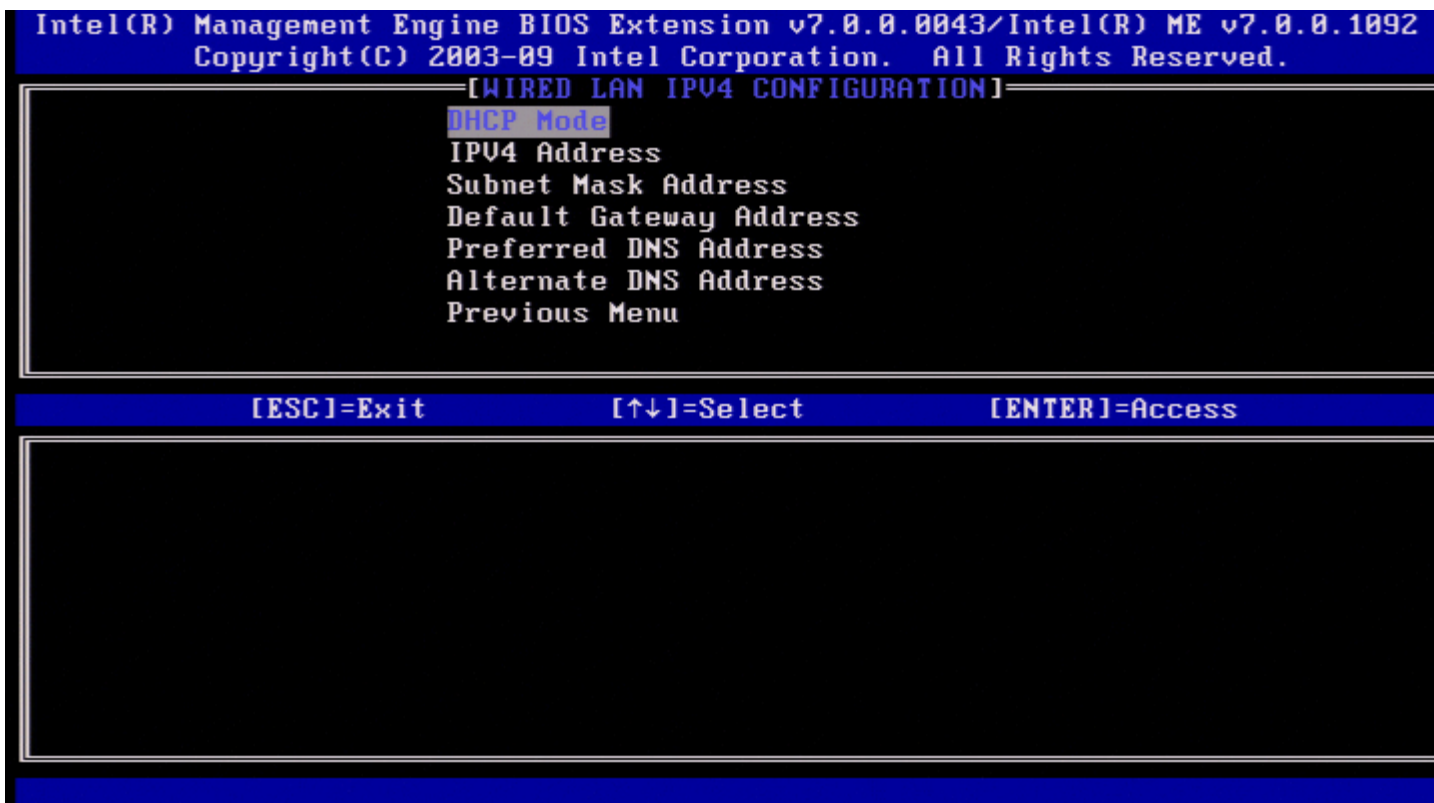 Intel(R) Management Engine BIOS Extension v7.0.0.0043/Intel(R) ME v7.0.0.1092
Copyright(C) 2003-09 Intel Corporation. All Rights Reserved.
[WIRED LAN IPV4 CONFIGURATION]
DHCP Mode
IPV4 Address
Subnet Mask Address
Default Gateway Address
Preferred DNS Address
Alternate DNS Address
Previous Menu
[ESC]=Exit [↑↓]=Select [ENTER]=Access